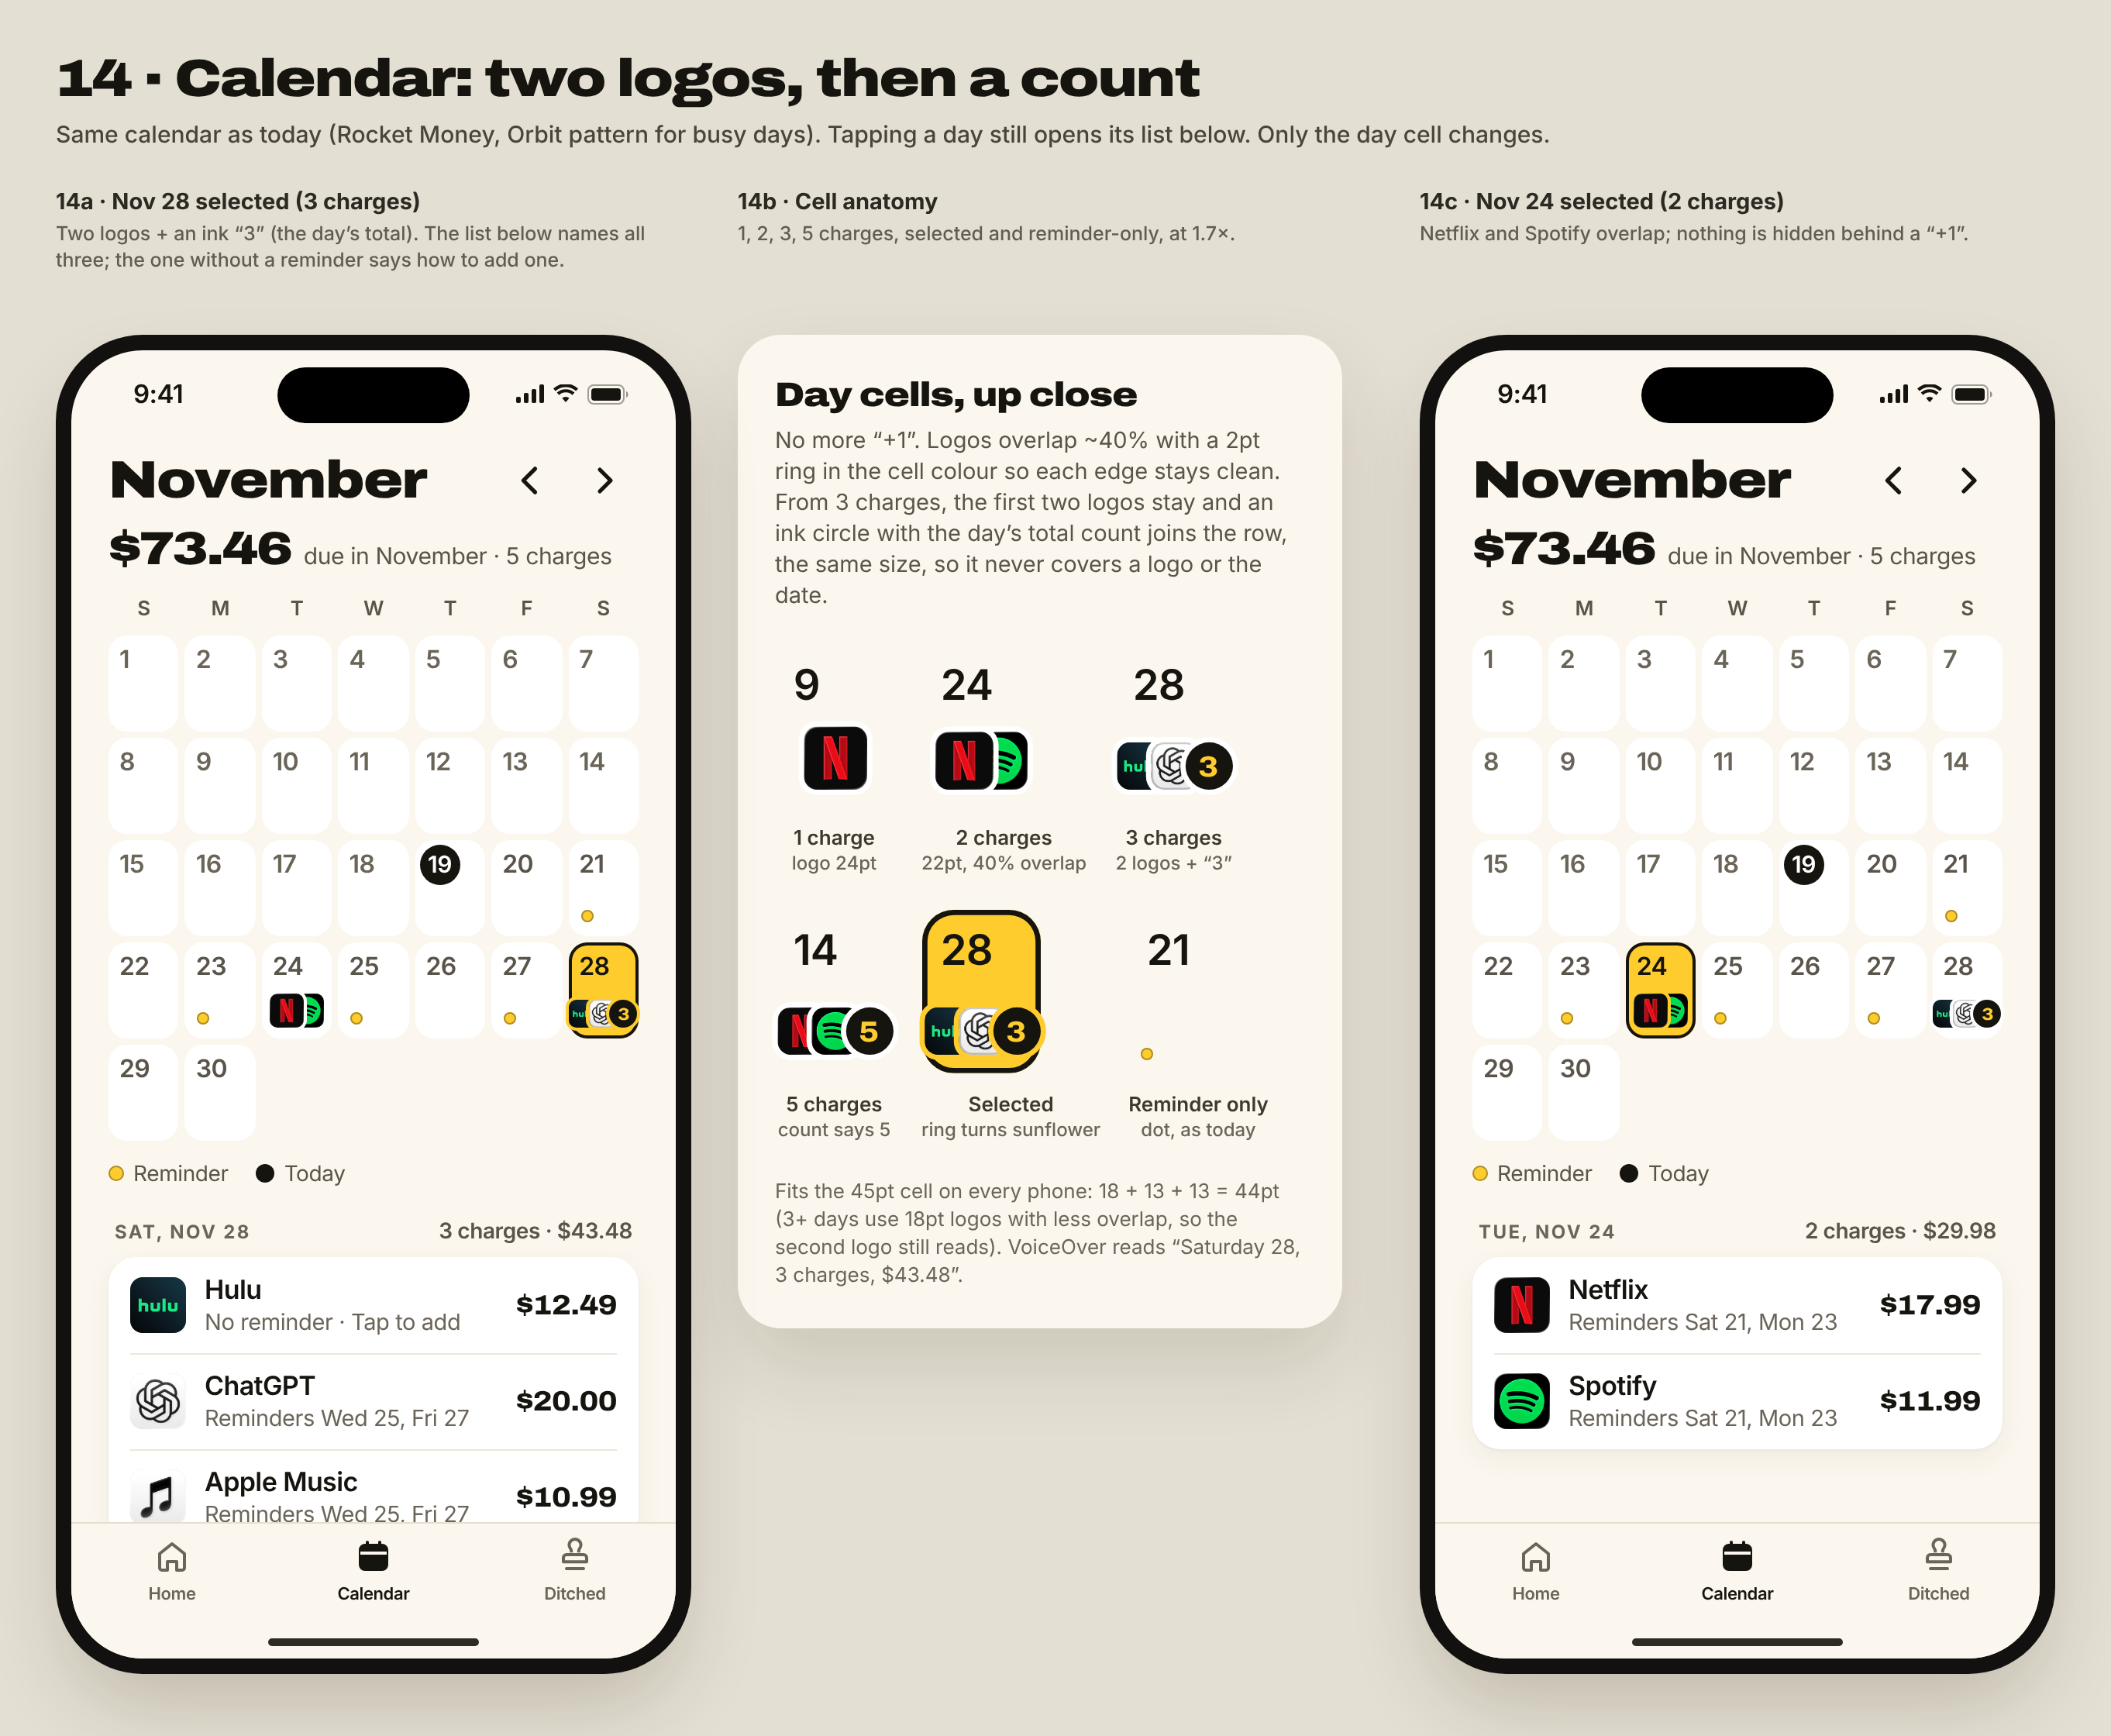 14 · Calendar: two logos, then a count
Same calendar as today (Rocket Money, Orbit pattern for busy days). Tapping a day still opens its list below. Only the day cell changes.
14a · Nov 28 selected (3 charges)
Two logos + an ink “3” (the day’s total). The list below names all
three; the one without a reminder says how to add one.
9:41
November
$73.46 due in November · 5 charges
S M T W T F S
1 2 3 4 5 6 7
8 9 10 11 12 13 14
15 16 17 18 19 20 21
22 23 24 25 26 27 28
N hul 3
29 30
Reminder Today
SAT, NOV 28 3 charges · $43.48
hulu
Hulu $12.49
No reminder · Tap to add
ChatGPT $20.00
Reminders Wed 25, Fri 27
Apple Music $10.99
Reminders Wed 25, Fri 27
Home Calendar Ditched
14b · Cell anatomy
1, 2, 3, 5 charges, selected and reminder-only, at 1.7×.
Day cells, up close
No more “+1”. Logos overlap ~40% with a 2pt
ring in the cell colour so each edge stays clean.
From 3 charges, the first two logos stay and an
ink circle with the day’s total count joins the row,
the same size, so it never covers a logo or the
date.
9 24 28
N N hul 3
1 charge 2 charges 3 charges
logo 24pt 22pt, 40% overlap 2 logos + “3”
14 28 21
N 5 hul 3
5 charges Selected Reminder only
count says 5 ring turns sunflower dot, as today
Fits the 45pt cell on every phone: 18 + 13 + 13 = 44pt
(3+ days use 18pt logos with less overlap, so the
second logo still reads). VoiceOver reads “Saturday 28,
3 charges, $43.48”.
14c · Nov 24 selected (2 charges)
Netflix and Spotify overlap; nothing is hidden behind a “+1”.
9:41
November
$73.46 due in November · 5 charges
S M T W T F S
1 2 3 4 5 6 7
8 9 10 11 12 13 14
15 16 17 18 19 20 21
22 23 24 25 26 27 28
N hul 3
29 30
Reminder Today
TUE, NOV 24 2 charges · $29.98
N
Netflix $17.99
Reminders Sat 21, Mon 23
Spotify $11.99
Reminders Sat 21, Mon 23
Home Calendar Ditched